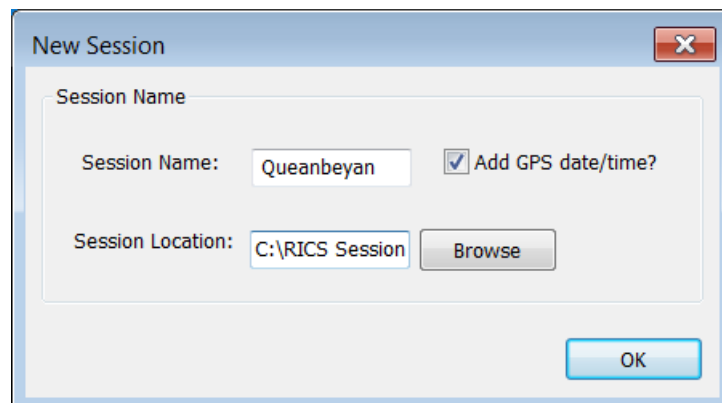 New Session
Session Name
Session Name: Queanbeyan Add GPS date/time?
Session Location: C:\RICS Session Browse
OK